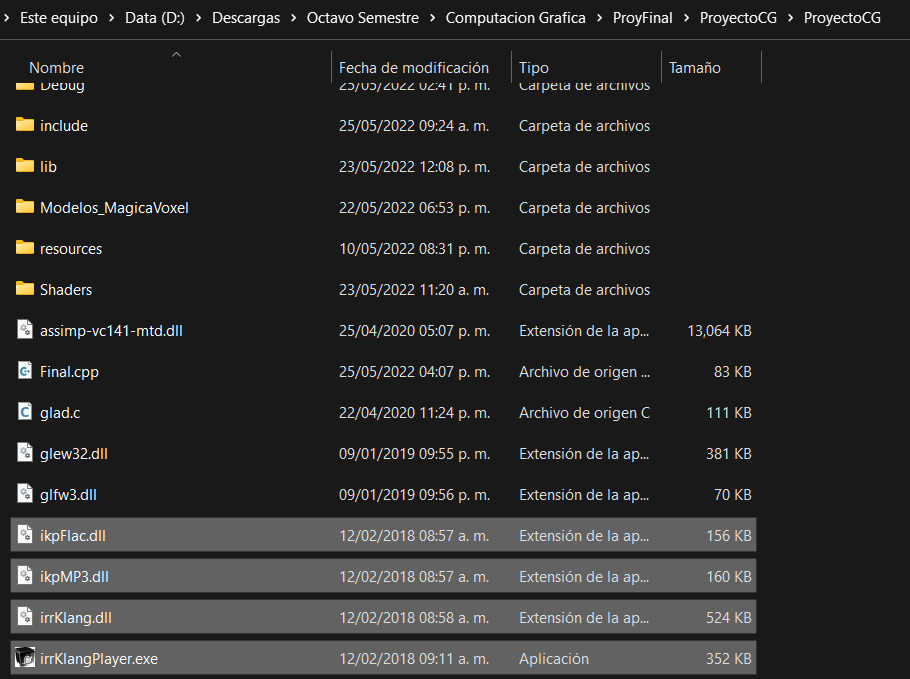 Este equipo > Data (D:) > Descargas > Octavo Semestre > Computacion Grafica > ProyFinal > ProyectoCG > ProyectoCG
Nombre Fecha de modificación Tipo Tamaño
Debug 25/05/2022 02:41 p. m. Carpeta de archivos
include 25/05/2022 09:24 a. m. Carpeta de archivos
lib 23/05/2022 12:08 p. m. Carpeta de archivos
Modelos_MagicaVoxel 22/05/2022 06:53 p. m. Carpeta de archivos
resources 10/05/2022 08:31 p. m. Carpeta de archivos
Shaders 23/05/2022 11:20 a. m. Carpeta de archivos
assimp-vc141-mtd.dll 25/04/2020 05:07 p. m. Extensión de la ap... 13,064 KB
Final.cpp 25/05/2022 04:07 p. m. Archivo de origen ... 83 KB
glad.c 22/04/2020 11:24 p. m. Archivo de origen C 111 KB
glew32.dll 09/01/2019 09:55 p. m. Extensión de la ap... 381 KB
glfw3.dll 09/01/2019 09:56 p. m. Extensión de la ap... 70 KB
ikpFlac.dll 12/02/2018 08:57 a. m. Extensión de la ap... 156 KB
ikpMP3.dll 12/02/2018 08:57 a. m. Extensión de la ap... 160 KB
irrKlang.dll 12/02/2018 08:58 a. m. Extensión de la ap... 524 KB
irrKlangPlayer.exe 12/02/2018 09:11 a. m. Aplicación 352 KB